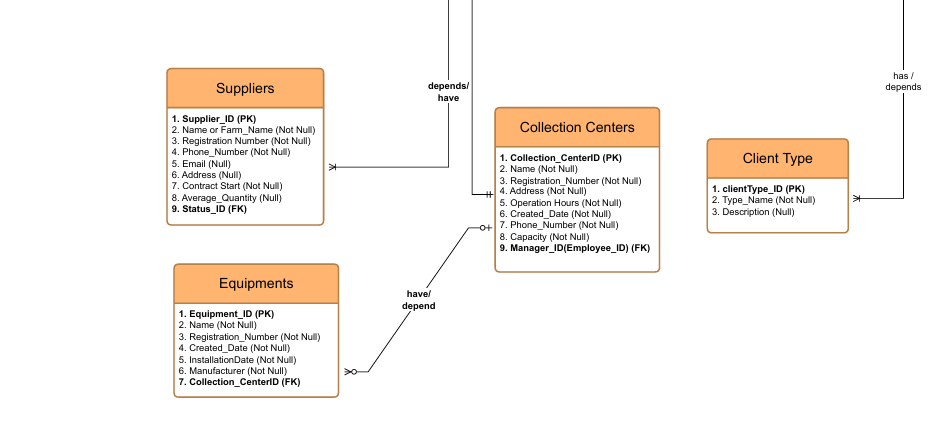 Suppliers
1. Supplier_ID (PK)
2. Name or Farm_Name (Not Null)
3. Registration Number (Not Null)
4. Phone_Number (Not Null)
5. Email (Null)
6. Address (Null)
7. Contract Start (Not Null)
8. Average_Quantity (Null)
9. Status_ID (FK)
depends/
have
Collection Centers
1. Collection_CenterID (PK)
2. Name (Not Null)
3. Registration_Number (Not Null)
4. Address (Not Null)
5. Operation Hours (Not Null)
6. Created_Date (Not Null)
7. Phone_Number (Not Null)
8. Capacity (Not Null)
9. Manager_ID(Employee_ID) (FK)
has /
depends
Client Type
1. clientType_ID (PK)
2. Type_Name (Not Null)
3. Description (Null)
Equipments
1. Equipment_ID (PK)
2. Name (Not Null)
3. Registration_Number (Not Null)
4. Created_Date (Not Null)
5. InstallationDate (Not Null)
6. Manufacturer (Not Null)
7. Collection_CenterID (FK)
have/
depend